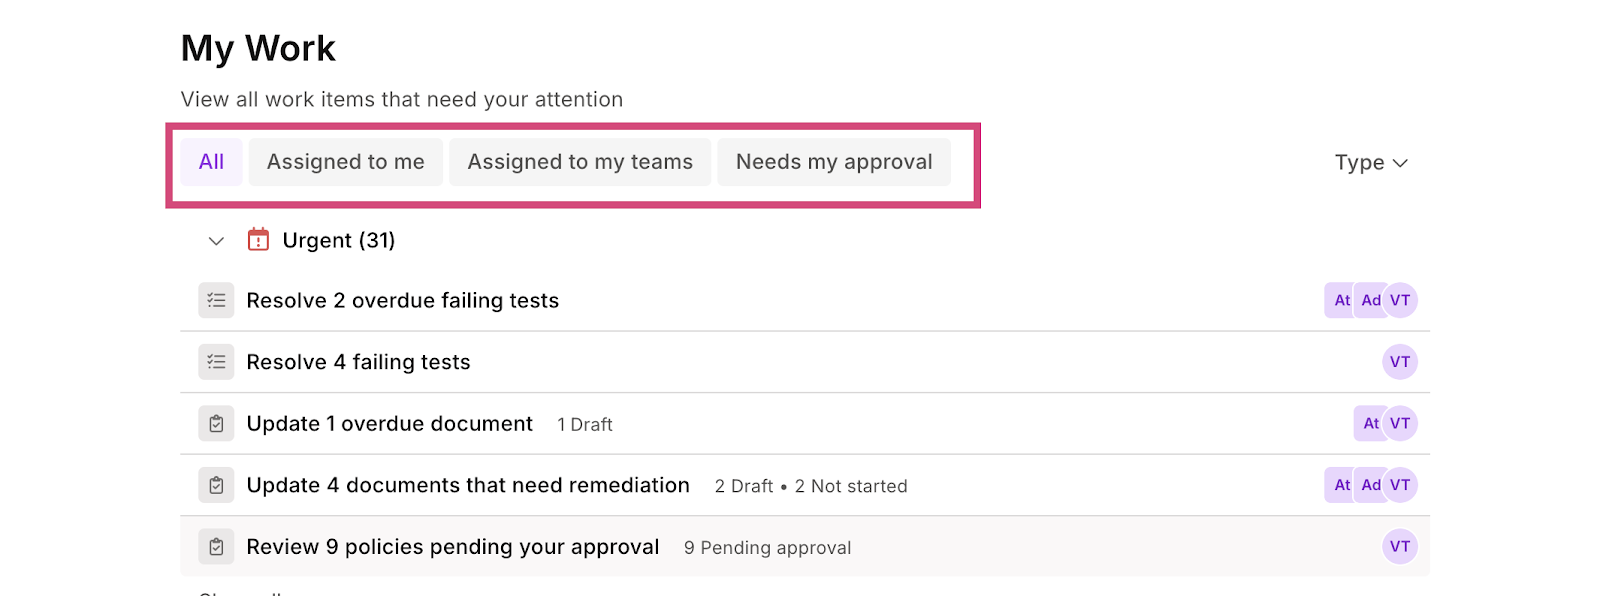 My Work
View all work items that need your attention
All Assigned to me Assigned to my teams Needs my approval Type
Urgent (31)
Resolve 2 overdue failing tests At Ad VT
Resolve 4 failing tests VT
Update 1 overdue document 1 Draft At VT
Update 4 documents that need remediation 2 Draft • 2 Not started At Ad VT
Review 9 policies pending your approval 9 Pending approval VT